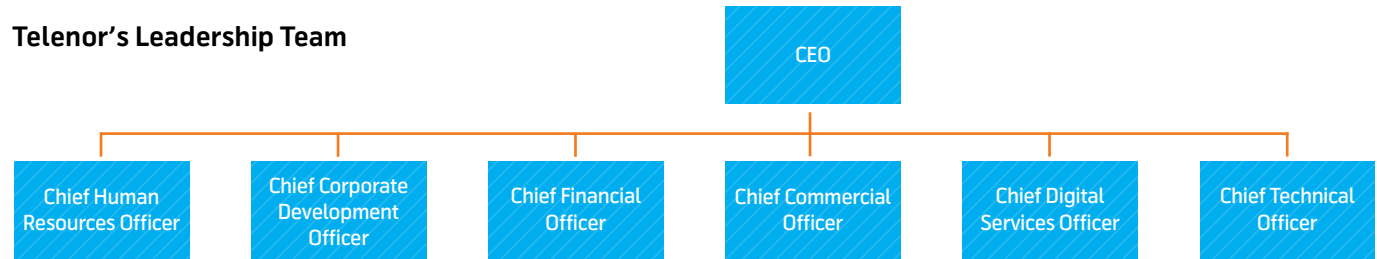 Telenor’s Leadership Team
CEO
Chief Human
Resources Officer
Chief Corporate
Development
Officer
Chief Financial
Officer
Chief Commercial
Officer
Chief Digital
Services Officer
Chief Technical
Officer